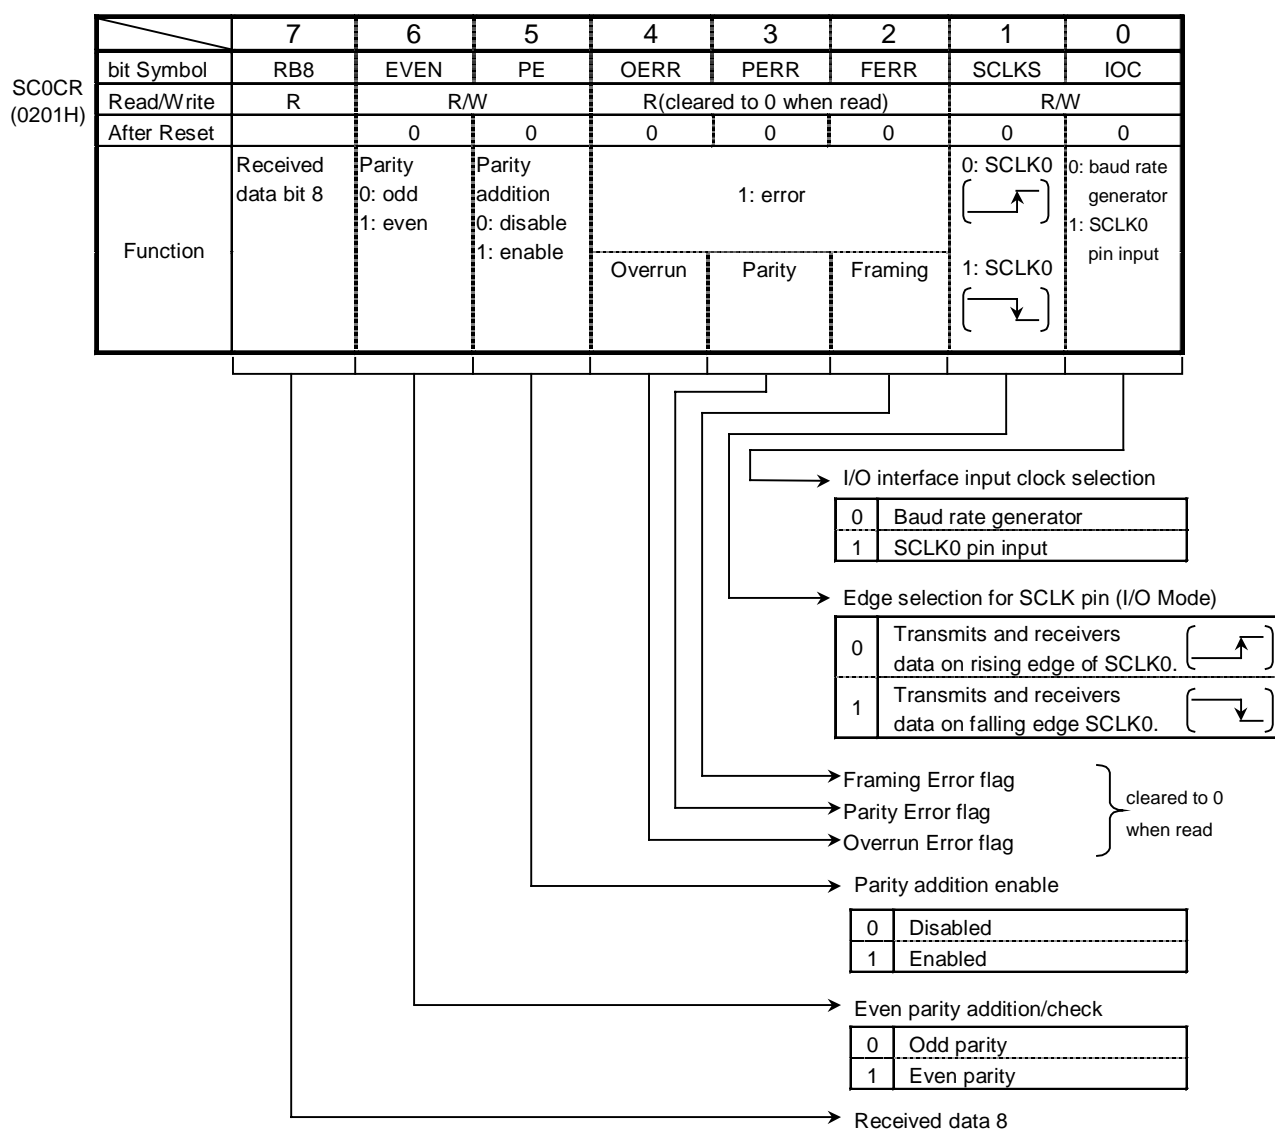 7 6 5 4 3 2 1 0
SC0CR
(0201H)
bit Symbol RB8 EVEN PE OERR PERR FERR SCLKS IOC
Read/Write R R/W R(cleared to 0 when read) R/W
After Reset 0 0 0 0 0 0 0
Function
Received
data bit 8
Parity
0: odd
1: even
Parity
addition
0: disable
1: enable
1: error
Overrun Parity Framing
0: SCLK0
1: SCLK0
0: baud rate
generator
1: SCLK0
pin input
I/O interface input clock selection
0 Baud rate generator
1 SCLK0 pin input
Edge selection for SCLK pin (I/O Mode)
0 Transmits and receivers
data on rising edge of SCLK0.
1 Transmits and receivers
data on falling edge SCLK0.
Framing Error flag
Parity Error flag
Overrun Error flag
cleared to 0
when read
Parity addition enable
0 Disabled
1 Enabled
Even parity addition/check
0 Odd parity
1 Even parity
Received data 8